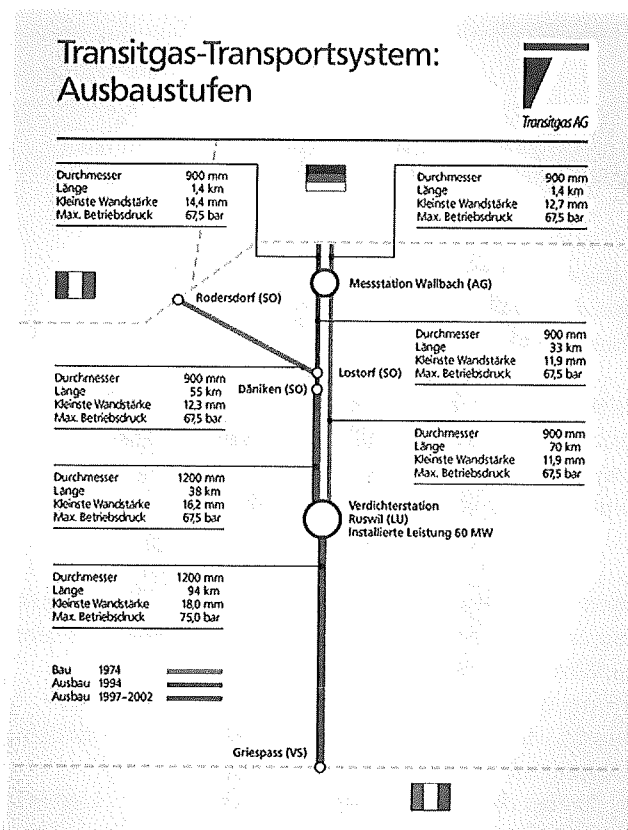 Transitgas-Transportsystem:
Ausbaustufen
Transitgas AG
Durchmesser 900 mm
Länge 1,4 km
Kleinste Wandstärke 14,4 mm
Max. Betriebsdruck 67,5 bar
Durchmesser 900 mm
Länge 1,4 km
Kleinste Wandstärke 12,7 mm
Max. Betriebsdruck 67,5 bar
Messstation Wallbach (AG)
Rodersdorf (SO)
Durchmesser 900 mm
Länge 33 km
Kleinste Wandstärke 11,9 mm
Max. Betriebsdruck 67,5 bar
Lostorf (SO)
Däniken (SO)
Durchmesser 900 mm
Länge 55 km
Kleinste Wandstärke 12,3 mm
Max. Betriebsdruck 67,5 bar
Durchmesser 900 mm
Länge 70 km
Kleinste Wandstärke 11,9 mm
Max. Betriebsdruck 67,5 bar
Durchmesser 1200 mm
Länge 38 km
Kleinste Wandstärke 16,2 mm
Max. Betriebsdruck 67,5 bar
Verdichterstation
Ruswil (LU)
Installierte Leistung 60 MW
Durchmesser 1200 mm
Länge 94 km
Kleinste Wandstärke 18,0 mm
Max. Betriebsdruck 75,0 bar
Bau 1974
Ausbau 1994
Ausbau 1997–2002
Griespass (VS)